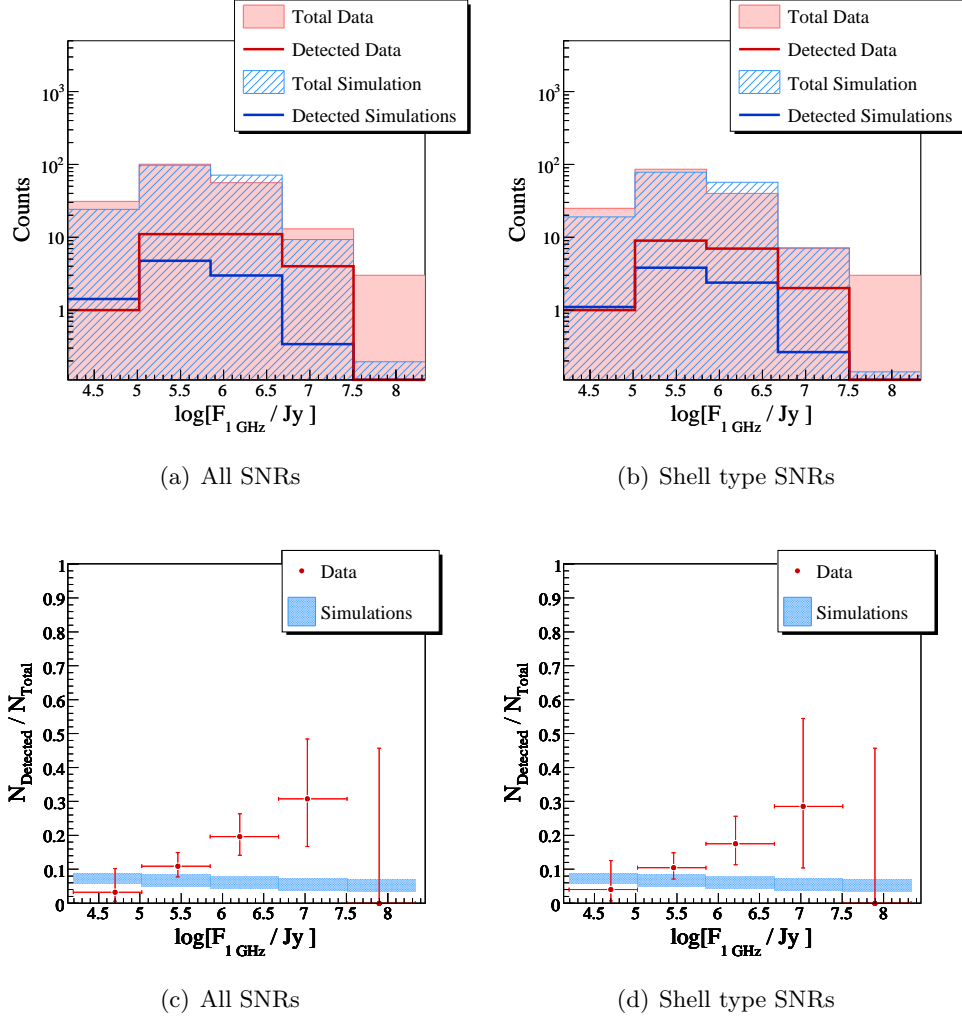 Total Data
Detected Data
Total Simulation
Detected Simulations
10³
10²
10
1
Counts
4.5 5 5.5 6 6.5 7 7.5 8
log[F₁ GHz / Jy ]
(a) All SNRs
Total Data
Detected Data
Total Simulation
Detected Simulations
10³
10²
10
1
Counts
4.5 5 5.5 6 6.5 7 7.5 8
log[F₁ GHz / Jy ]
(b) Shell type SNRs
Data
Simulations
1
0.9
0.8
0.7
0.6
0.5
0.4
0.3
0.2
0.1
0
N_Detected / N_Total
4.5 5 5.5 6 6.5 7 7.5 8
log[F₁ GHz / Jy ]
(c) All SNRs
Data
Simulations
1
0.9
0.8
0.7
0.6
0.5
0.4
0.3
0.2
0.1
0
N_Detected / N_Total
4.5 5 5.5 6 6.5 7 7.5 8
log[F₁ GHz / Jy ]
(d) Shell type SNRs